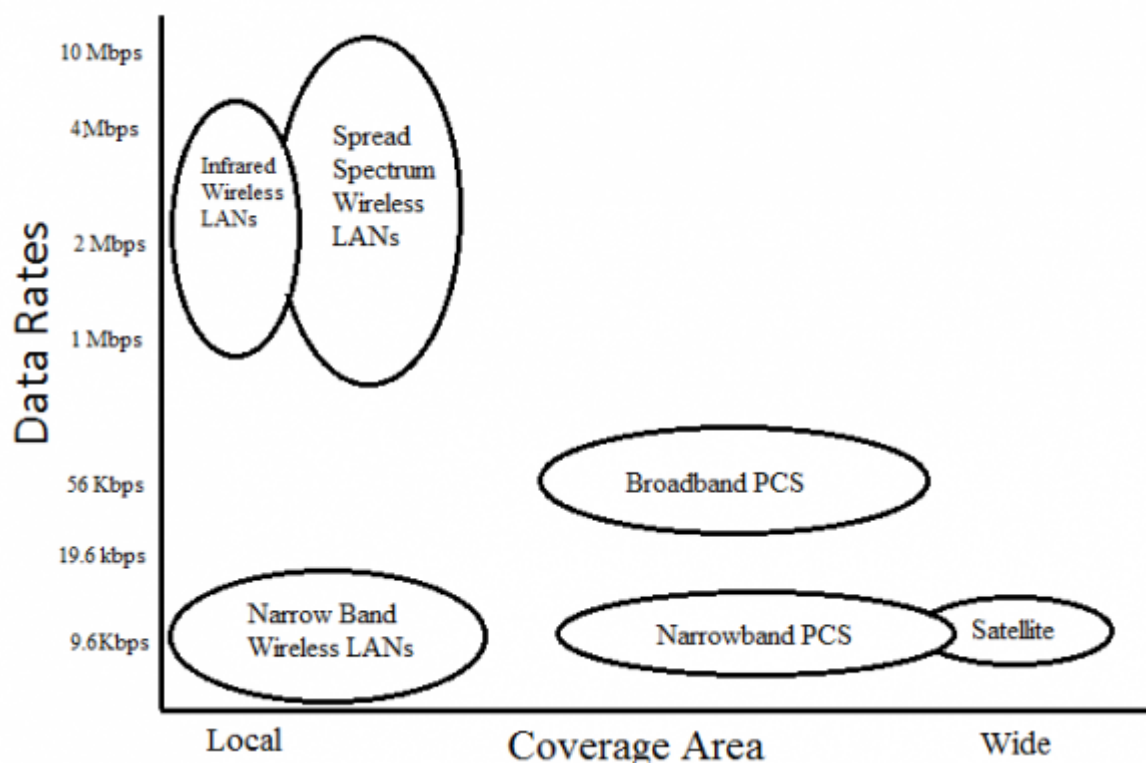 10 Mbps
4Mbps
2 Mbps
1 Mbps
56 Kbps
19.6 kbps
9.6Kbps
Data Rates
Infrared
Wireless
LANs
Spread
Spectrum
Wireless
LANs
Broadband PCS
Narrow Band
Wireless LANs
Narrowband PCS
Satellite
Local
Coverage Area
Wide